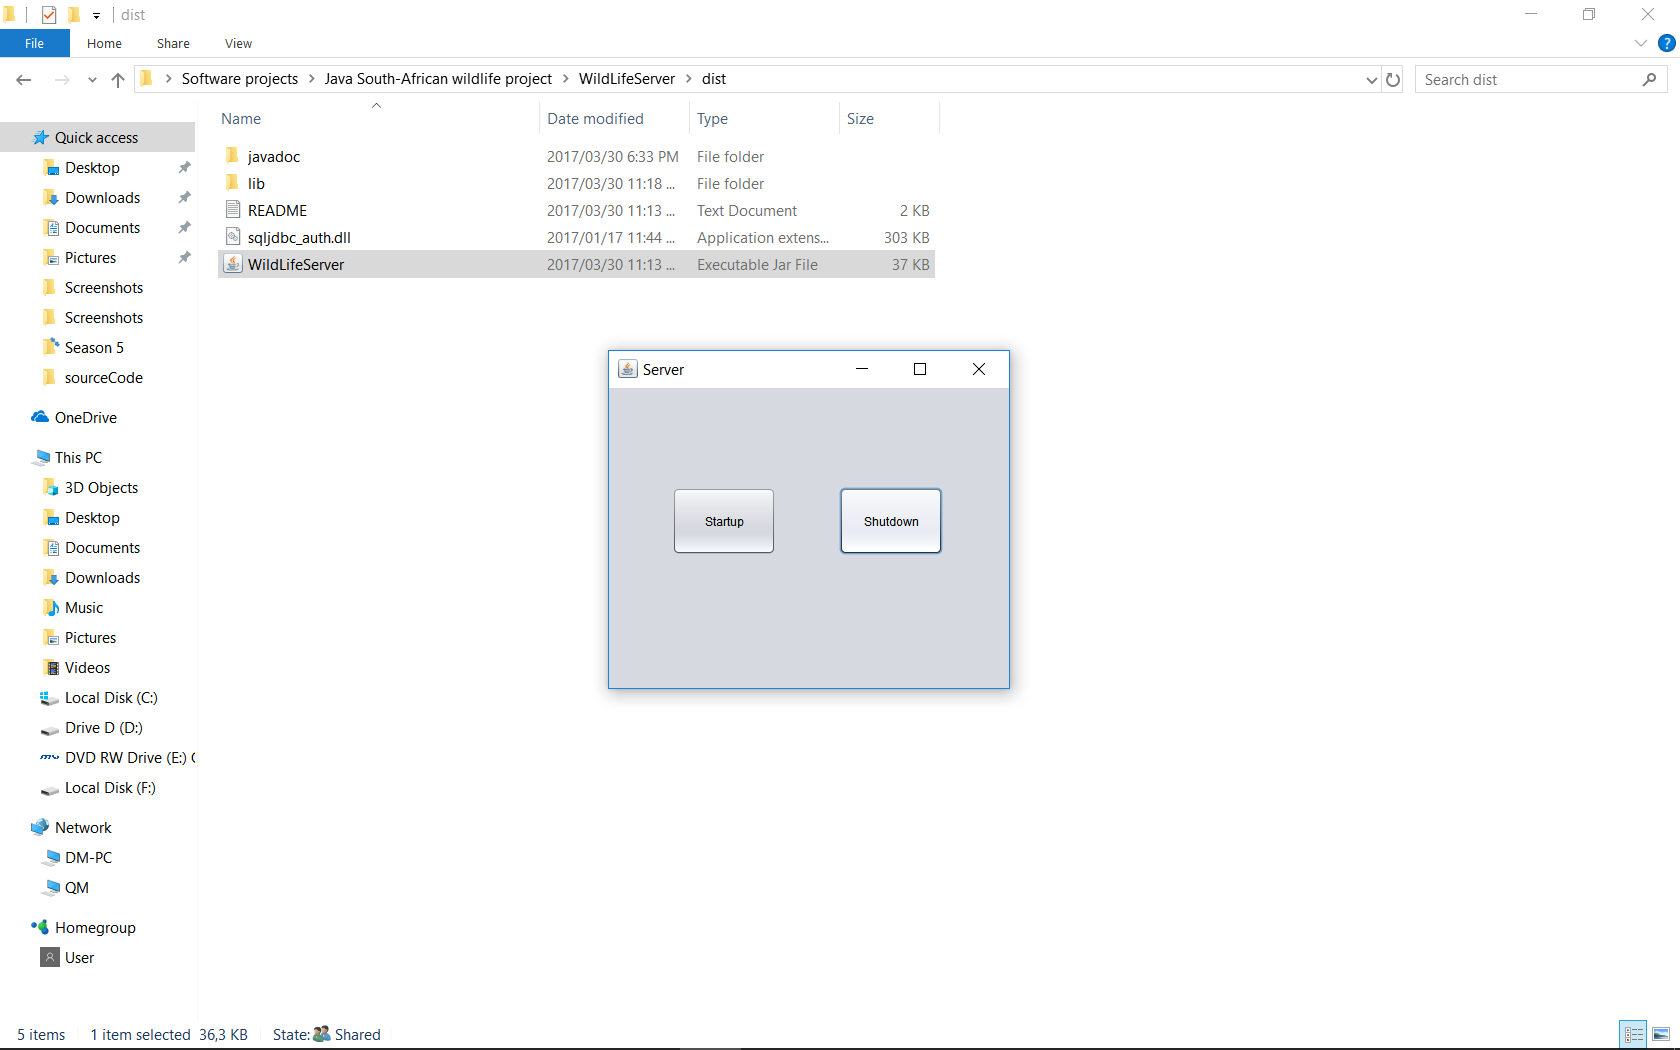 dist
File Home Share View
Software projects Java South-African wildlife project WildLifeServer dist
Search dist
Name Date modified Type Size
Quick access
Desktop
Downloads
Documents
Pictures
Screenshots
Screenshots
Season 5
sourceCode
OneDrive
This PC
3D Objects
Desktop
Documents
Downloads
Music
Pictures
Videos
Local Disk (C:)
Drive D (D:)
DVD RW Drive (E:)
Local Disk (F:)
Network
DM-PC
QM
Homegroup
User
javadoc 2017/03/30 6:33 PM File folder
lib 2017/03/30 11:18 ... File folder
README 2017/03/30 11:13 ... Text Document 2 KB
sqljdbc_auth.dll 2017/01/17 11:44 ... Application extens... 303 KB
WildLifeServer 2017/03/30 11:13 ... Executable Jar File 37 KB
Server
Startup Shutdown
5 items 1 item selected 36,3 KB State: Shared